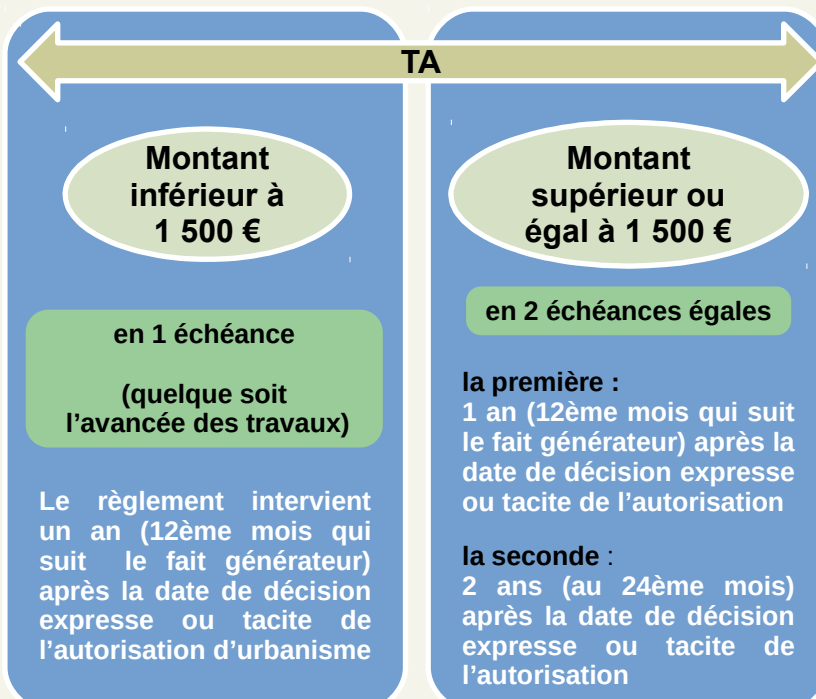 TA
Montant
inférieur à
1 500 €
en 1 échéance
(quelque soit
l’avancée des travaux)
Le règlement intervient
un an (12ème mois qui
suit le fait générateur)
après la date de décision
expresse ou tacite de
l’autorisation d’urbanisme
Montant
supérieur ou
égal à 1 500 €
en 2 échéances égales
la première :
1 an (12ème mois qui suit
le fait générateur) après la
date de décision expresse
ou tacite de l’autorisation
la seconde :
2 ans (au 24ème mois)
après la date de décision
expresse ou tacite de
l’autorisation